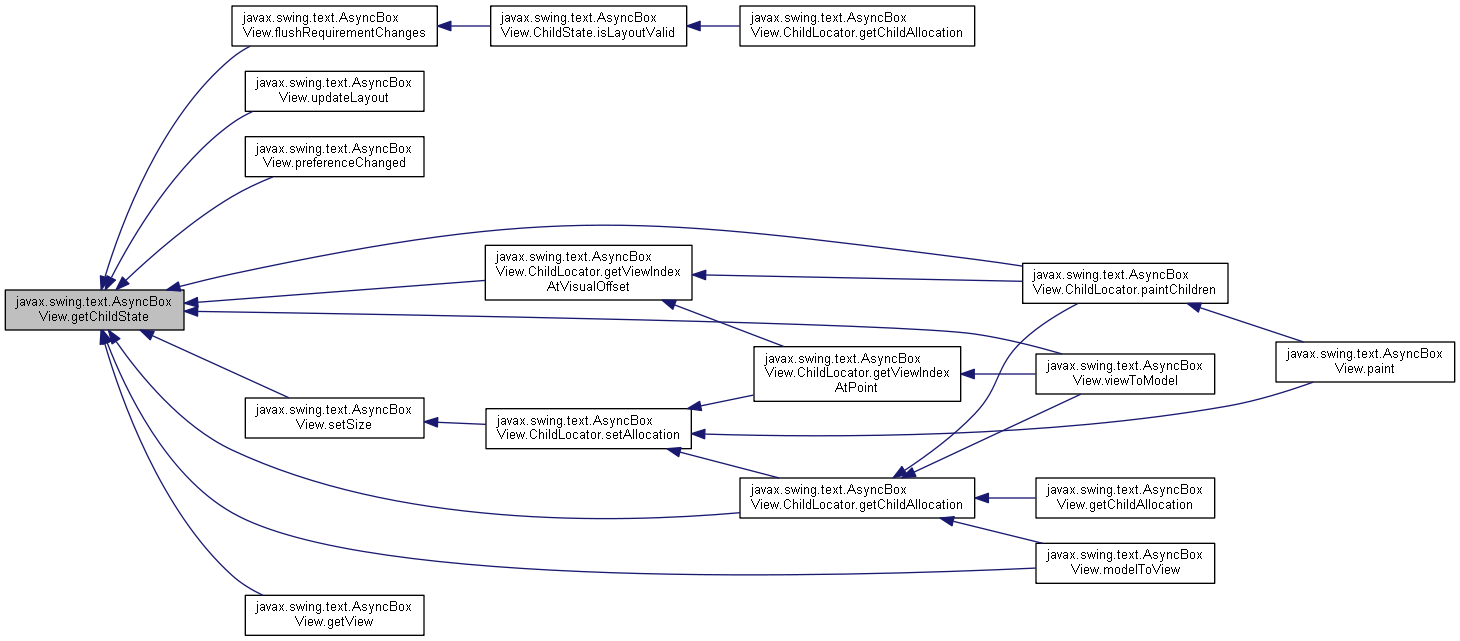 javax.swing.text.AsyncBox
View.flushRequirementChanges
javax.swing.text.AsyncBox
View.ChildState.isLayoutValid
javax.swing.text.AsyncBox
View.ChildLocator.getChildAllocation
javax.swing.text.AsyncBox
View.updateLayout
javax.swing.text.AsyncBox
View.preferenceChanged
javax.swing.text.AsyncBox
View.getChildState
javax.swing.text.AsyncBox
View.ChildLocator.getViewIndex
AtVisualOffset
javax.swing.text.AsyncBox
View.ChildLocator.paintChildren
javax.swing.text.AsyncBox
View.ChildLocator.getViewIndex
AtPoint
javax.swing.text.AsyncBox
View.viewToModel
javax.swing.text.AsyncBox
View.paint
javax.swing.text.AsyncBox
View.setSize
javax.swing.text.AsyncBox
View.ChildLocator.setAllocation
javax.swing.text.AsyncBox
View.ChildLocator.getChildAllocation
javax.swing.text.AsyncBox
View.getChildAllocation
javax.swing.text.AsyncBox
View.modelToView
javax.swing.text.AsyncBox
View.getView